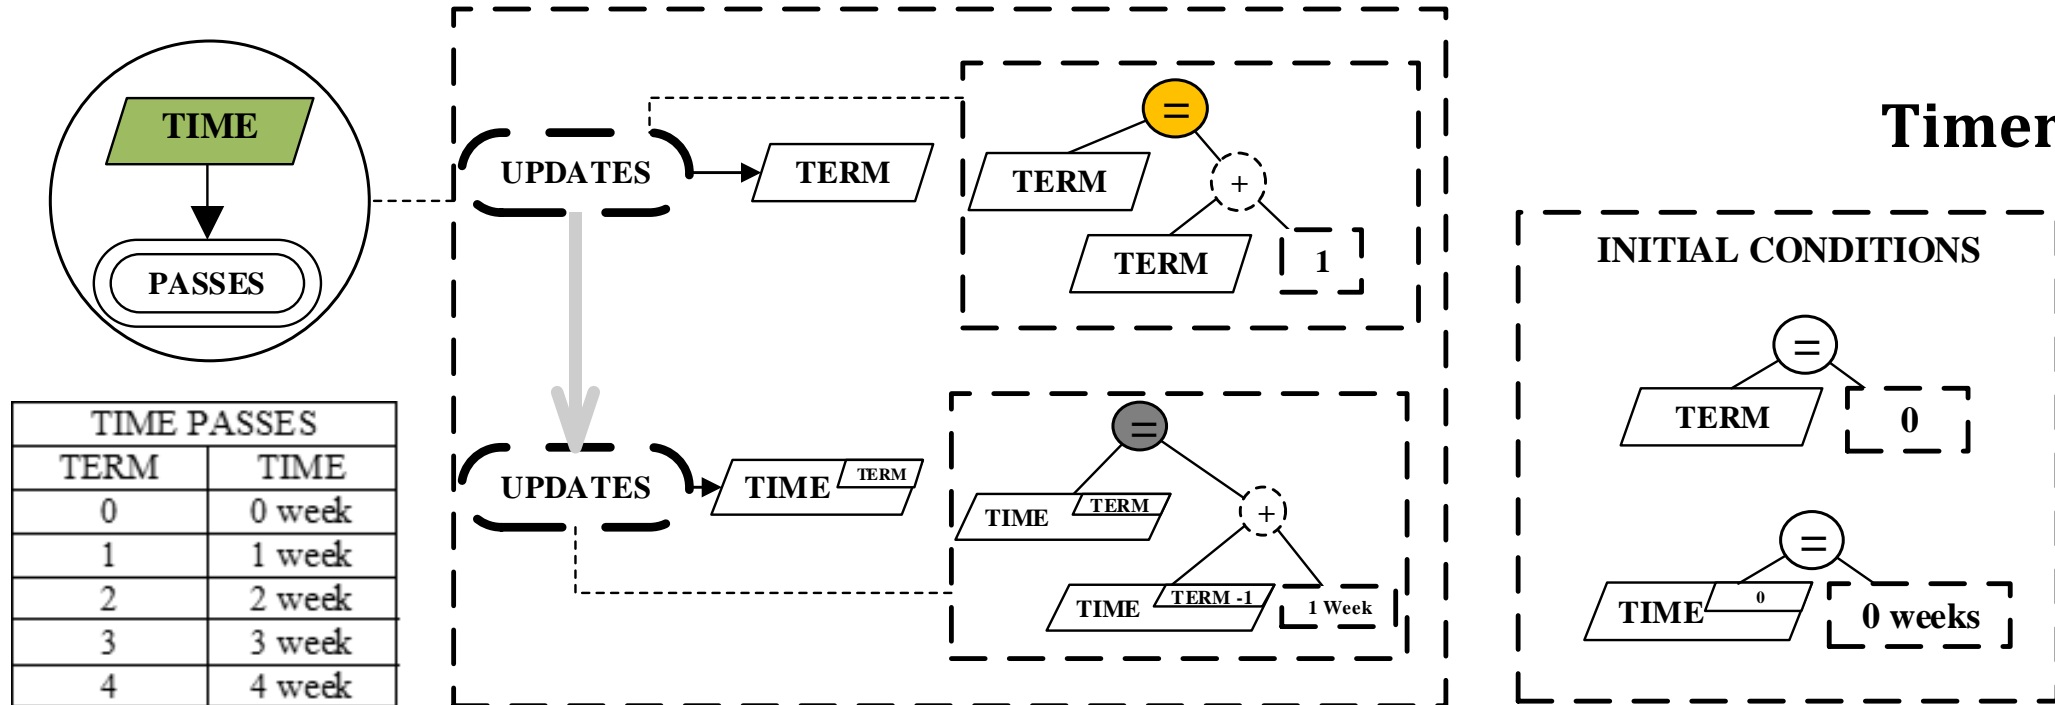 TIME
PASSES
TIME PASSES
TERM TIME
0 0 week
1 1 week
2 2 week
3 3 week
4 4 week
UPDATES
TERM
=
TERM
+
TERM
1
UPDATES
TIME TERM
=
TIME TERM
+
TIME TERM -1
1 Week
Timer
INITIAL CONDITIONS
=
TERM
0
=
TIME 0
0 weeks